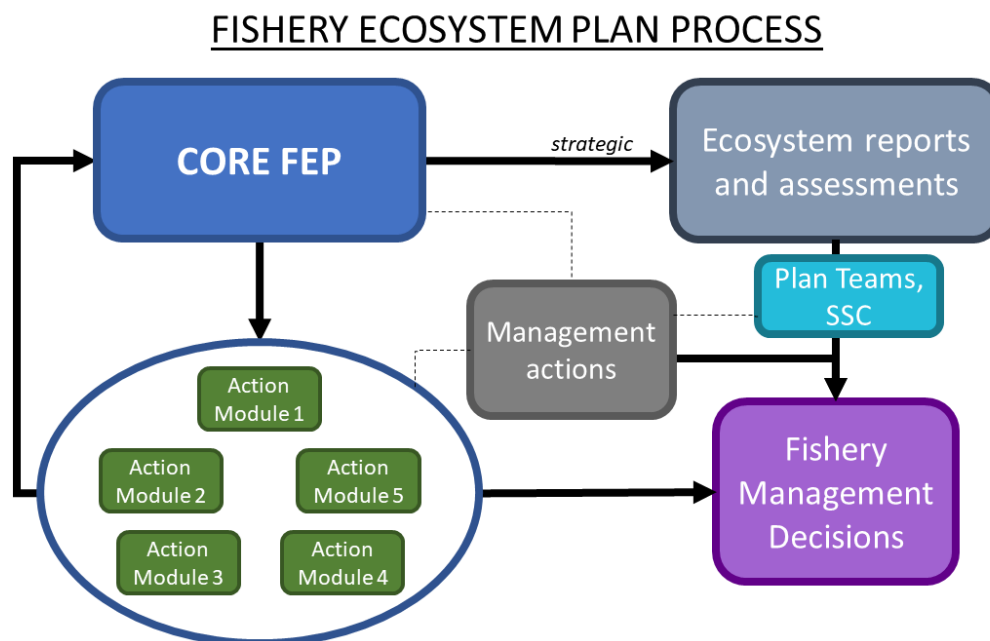 FISHERY ECOSYSTEM PLAN PROCESS
CORE FEP
strategic
Ecosystem reports
and assessments
Plan Teams,
SSC
Management
actions
Action
Module 1
Action
Module 2
Action
Module 5
Action
Module 3
Action
Module 4
Fishery
Management
Decisions